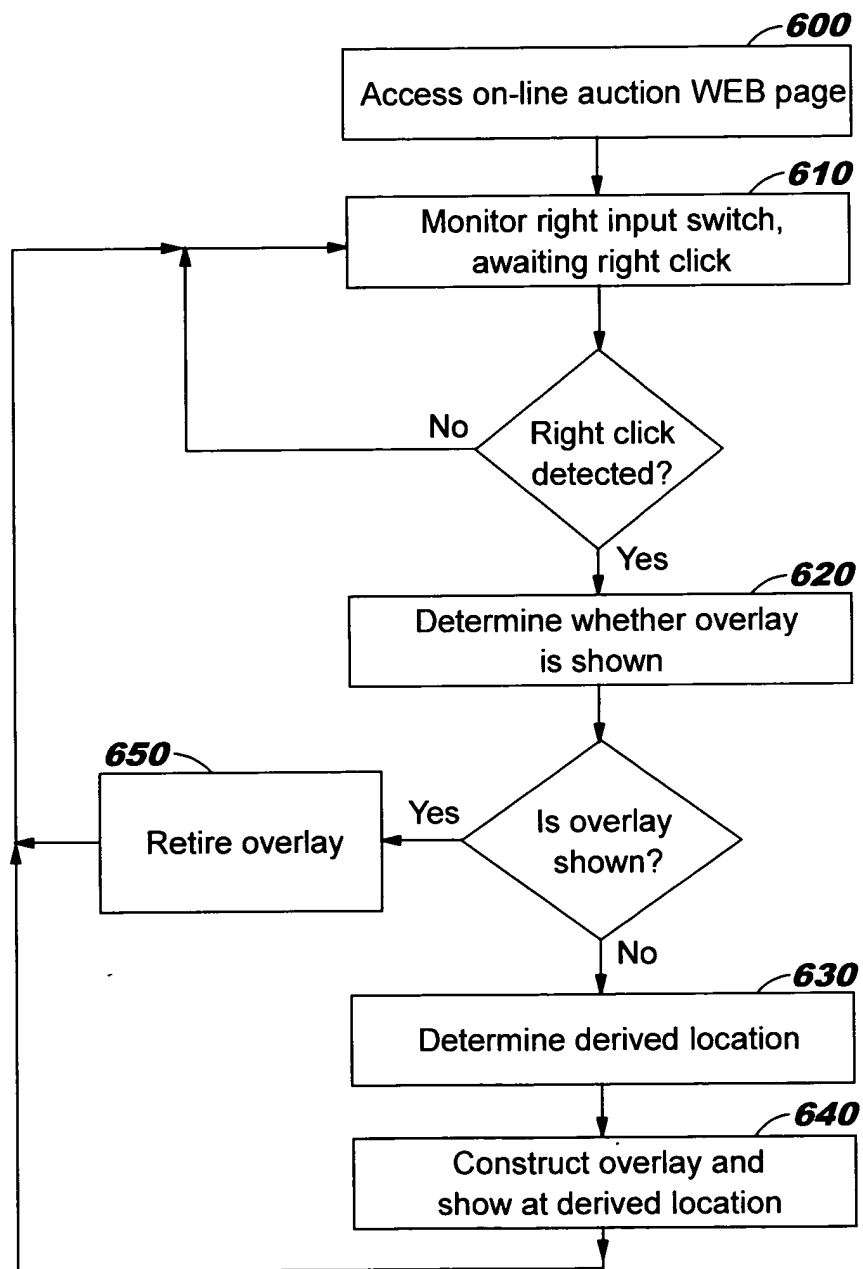 600
Access on-line auction WEB page
610
Monitor right input switch,
awaiting right click
No
Right click
detected?
Yes
620
Determine whether overlay
is shown
650
Retire overlay
Yes
Is overlay
shown?
No
630
Determine derived location
640
Construct overlay and
show at derived location